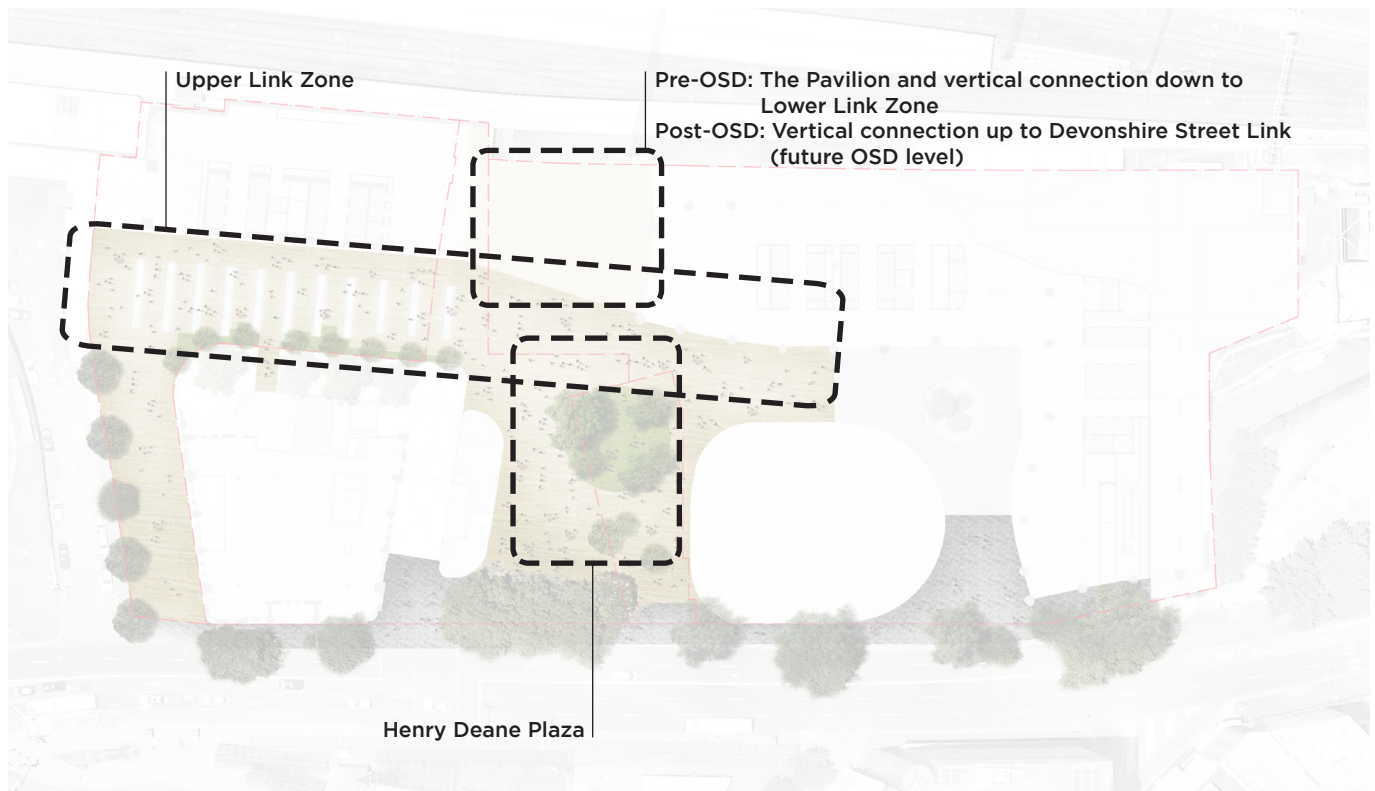 Upper Link Zone
Pre-OSD: The Pavilion and vertical connection down to
Lower Link Zone
Post-OSD: Vertical connection up to Devonshire Street Link
(future OSD level)
Henry Deane Plaza